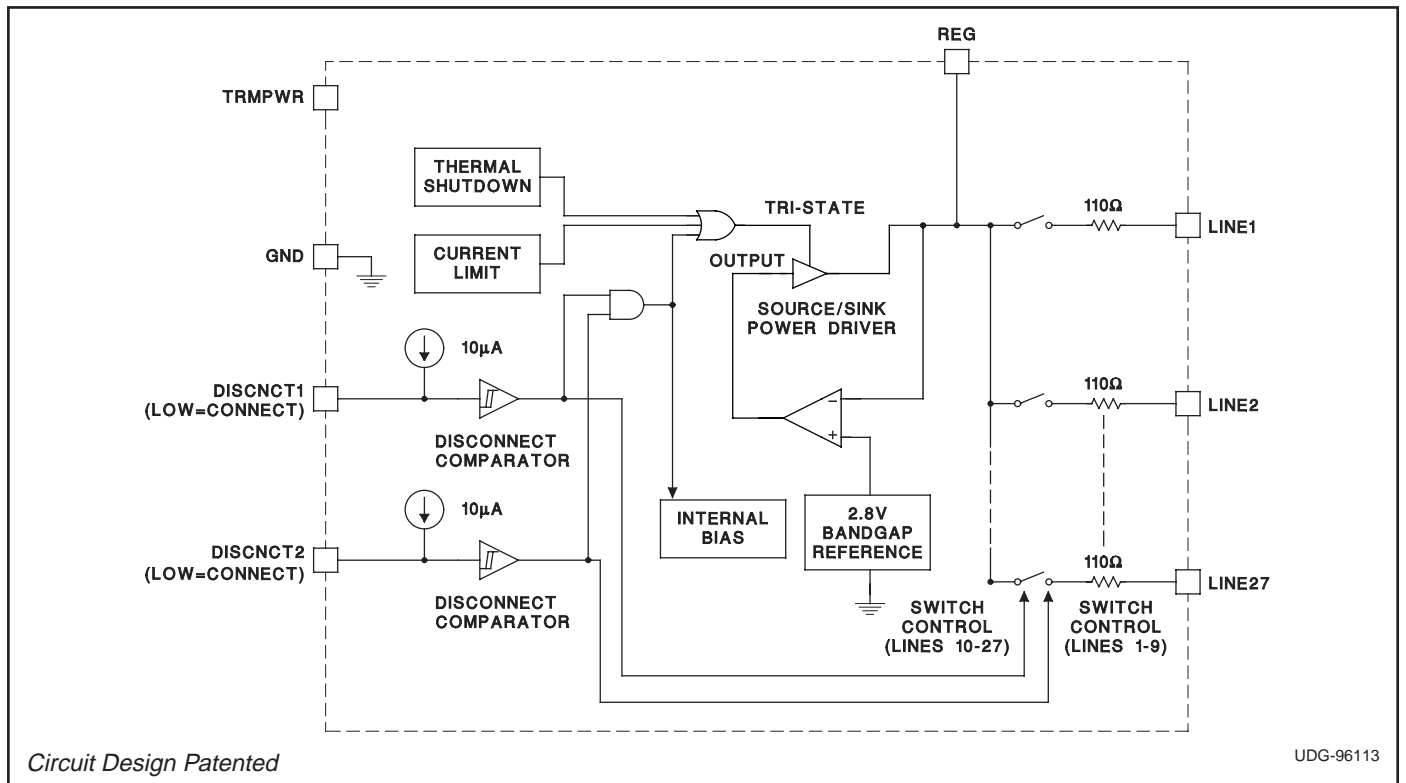 REG
TRMPWR
THERMAL
SHUTDOWN
TRI-STATE
110Ω
LINE1
GND
CURRENT
LIMIT
OUTPUT
SOURCE/SINK
POWER DRIVER
10µA
110Ω
DISCNCT1
(LOW=CONNECT)
LINE2
−
+
DISCONNECT
COMPARATOR
10µA
INTERNAL
BIAS
2.8V
BANDGAP
REFERENCE
DISCNCT2
(LOW=CONNECT)
110Ω
LINE27
DISCONNECT
COMPARATOR
SWITCH
CONTROL
(LINES 10-27)
SWITCH
CONTROL
(LINES 1-9)
Circuit Design Patented
UDG-96113